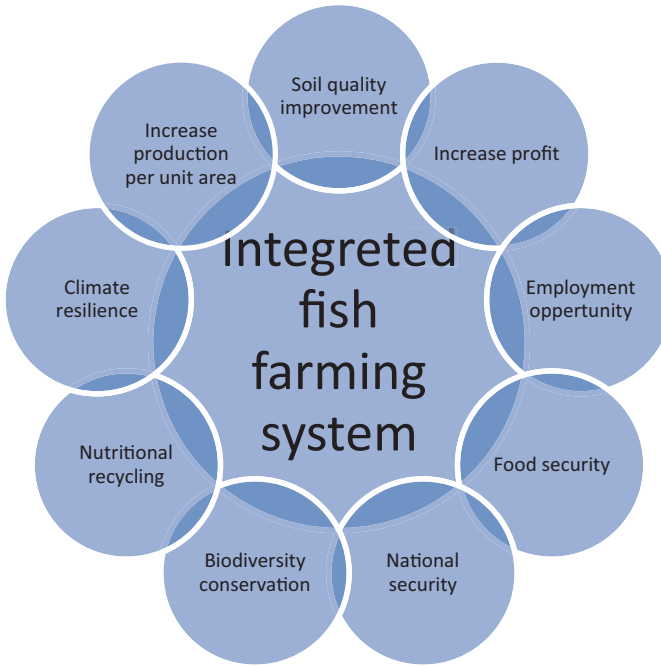 Soil quality
improvement
Increase profit
Employment
oppertunity
Food security
National
security
Biodiversity
conservation
Nutritional
recycling
Climate
resilience
Increase
production
per unit area
Integreted
fish
farming
system